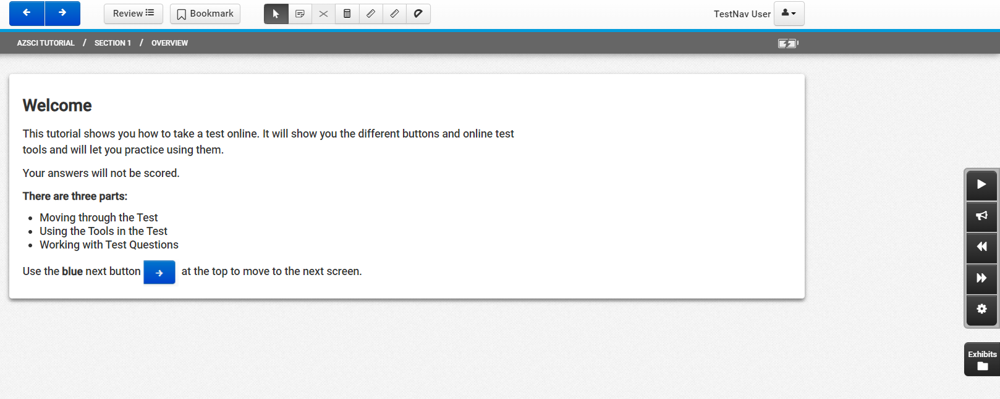 Review
Bookmark
TestNav User
AZSCI TUTORIAL / SECTION 1 / OVERVIEW
Welcome
This tutorial shows you how to take a test online. It will show you the different buttons and online test
tools and will let you practice using them.
Your answers will not be scored.
There are three parts:
• Moving through the Test
• Using the Tools in the Test
• Working with Test Questions
Use the blue next button at the top to move to the next screen.
Exhibits